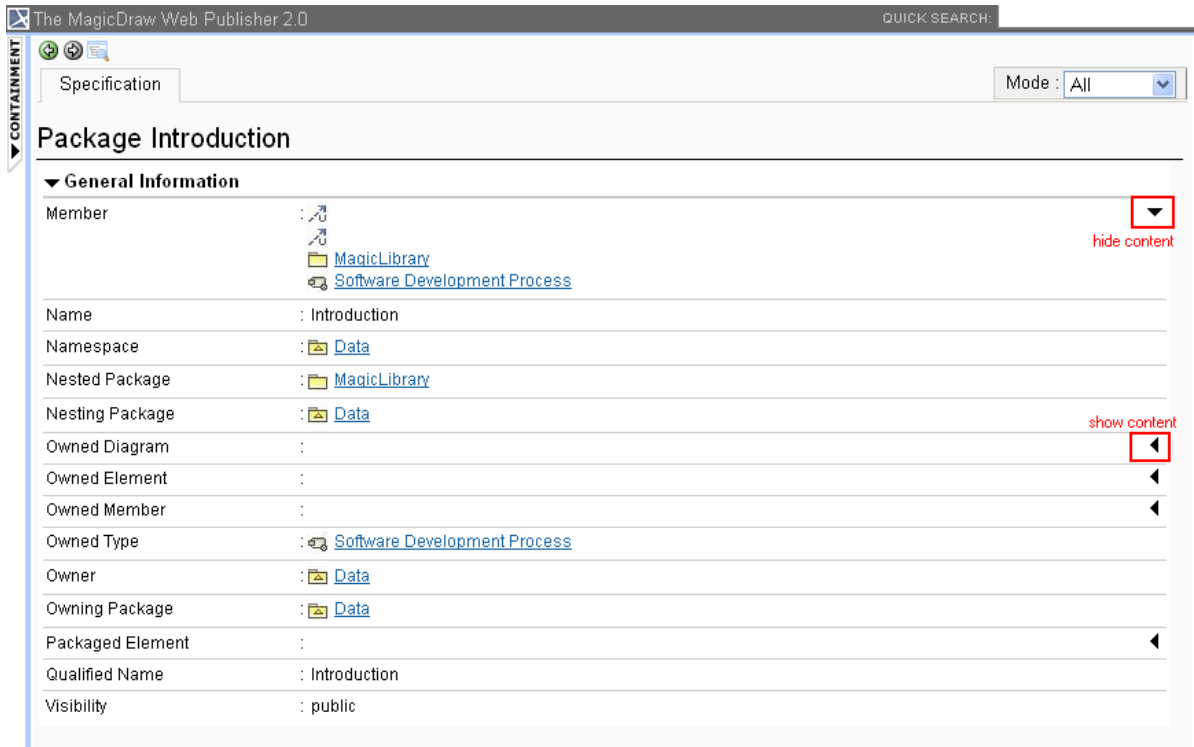 The MagicDraw Web Publisher 2.0 QUICK SEARCH:
CONTAINMENT
Specification Mode : All
Package Introduction
General Information
Member :
hide content
MagicLibrary
Software Development Process
Name : Introduction
Namespace : Data
Nested Package : MagicLibrary
Nesting Package : Data
show content
Owned Diagram :
Owned Element :
Owned Member :
Owned Type : Software Development Process
Owner : Data
Owning Package : Data
Packaged Element :
Qualified Name : Introduction
Visibility : public